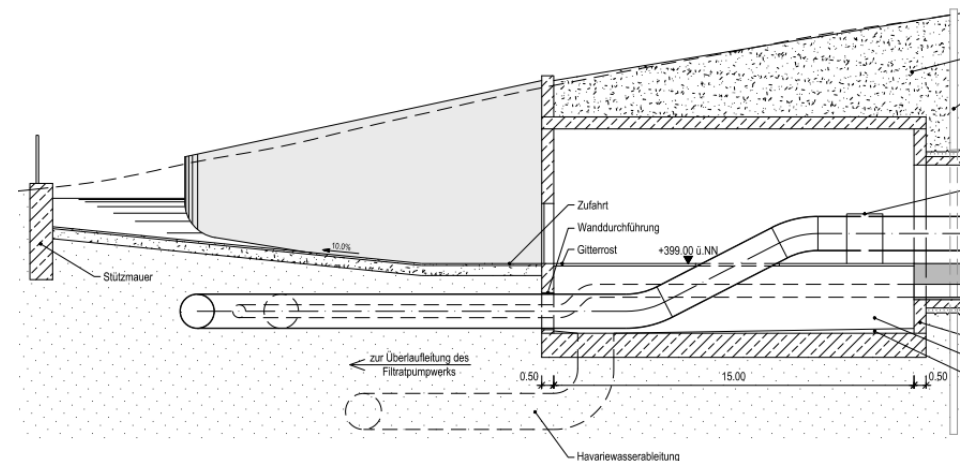 Zufahrt
Wanddurchführung
10.0%
Gitterrost
+399.00 ü.NN
Stützmauer
zur Überlaufleitung des
Filtratpumpwerks
0.50
15.00
0.50
Havariewasserableitung